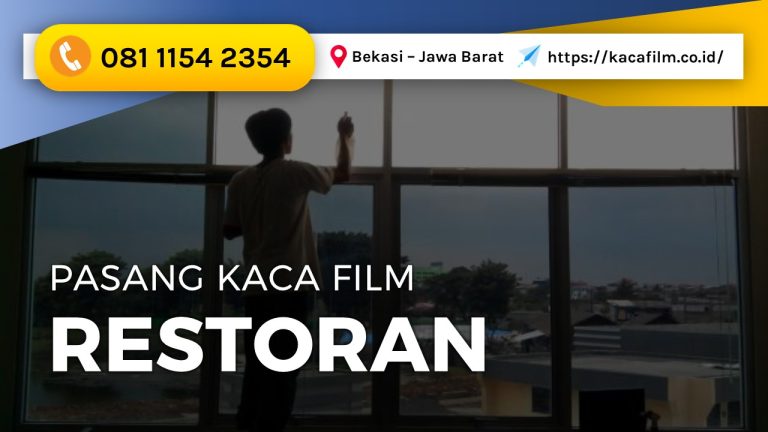 081 1154 2354
Bekasi – Jawa Barat
https://kacafilm.co.id/
PASANG KACA FILM
RESTORAN